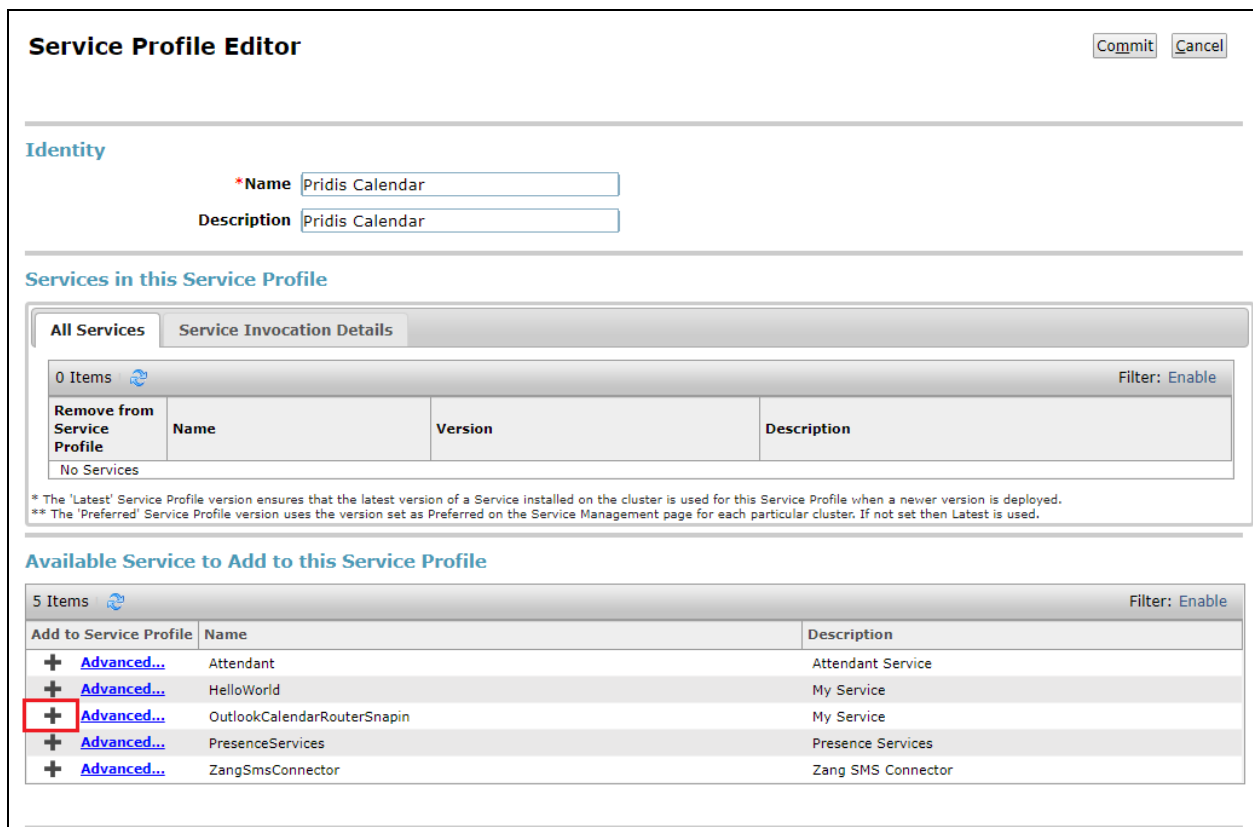 Service Profile Editor
Commit Cancel
Identity
*Name Pridis Calendar
Description Pridis Calendar
Services in this Service Profile
All Services Service Invocation Details
0 Items Filter: Enable
Remove from Service Profile Name Version Description
No Services
* The 'Latest' Service Profile version ensures that the latest version of a Service installed on the cluster is used for this Service Profile when a newer version is deployed.
** The 'Preferred' Service Profile version uses the version set as Preferred on the Service Management page for each particular cluster. If not set then Latest is used.
Available Service to Add to this Service Profile
5 Items Filter: Enable
Add to Service Profile Name Description
Advanced... Attendant Attendant Service
Advanced... HelloWorld My Service
Advanced... OutlookCalendarRouterSnapin My Service
Advanced... PresenceServices Presence Services
Advanced... ZangSmsConnector Zang SMS Connector